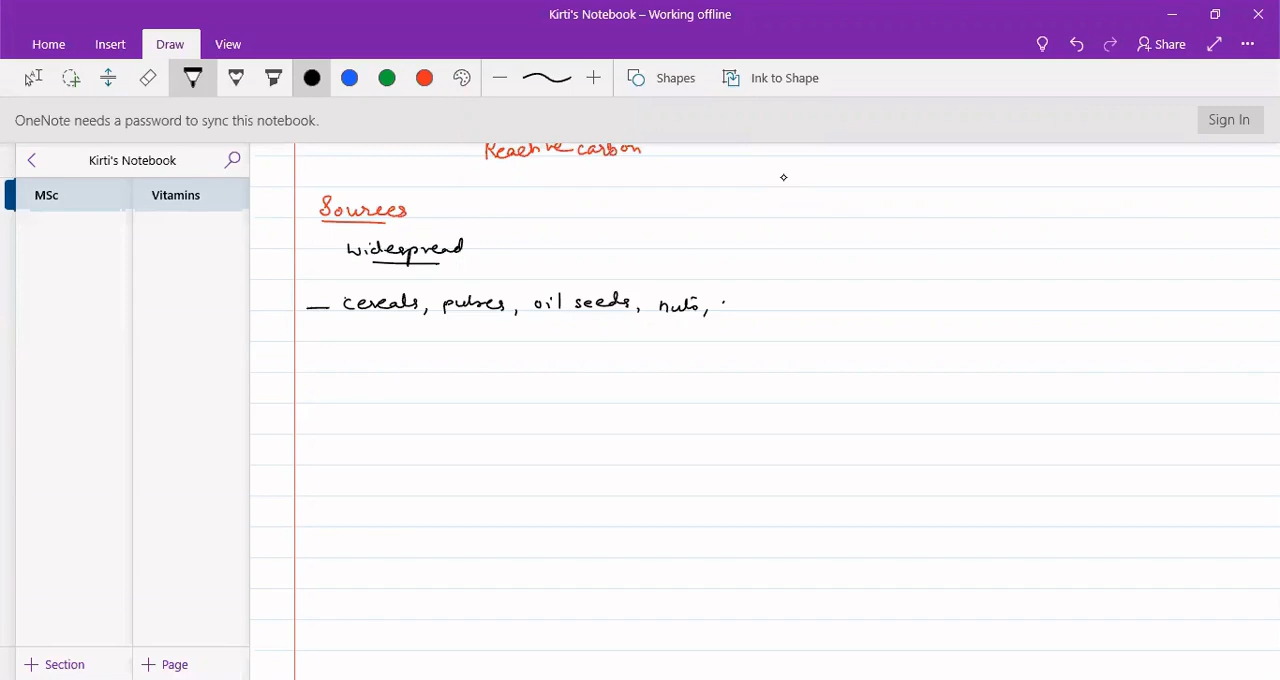 Kirti's Notebook – Working offline
Home Insert Draw View
Share
Shapes Ink to Shape
OneNote needs a password to sync this notebook.
Sign In
Kirti's Notebook
MSc
Vitamins
Reactive carbon
Sources
Widespread
— cereals, pulses, oil seeds, nuts,
+ Section
+ Page